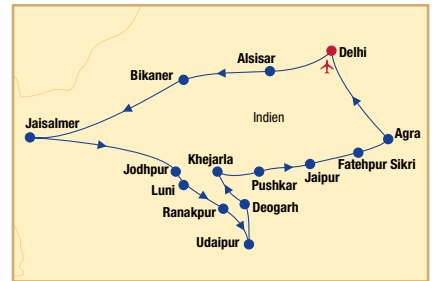 Delhi
Alsisar
Bikaner
Indien
Jaisalmer
Agra
Khejarla
Fatehpur Sikri
Jodhpur
Jaipur
Pushkar
Luni
Deogarh
Ranakpur
Udaipur